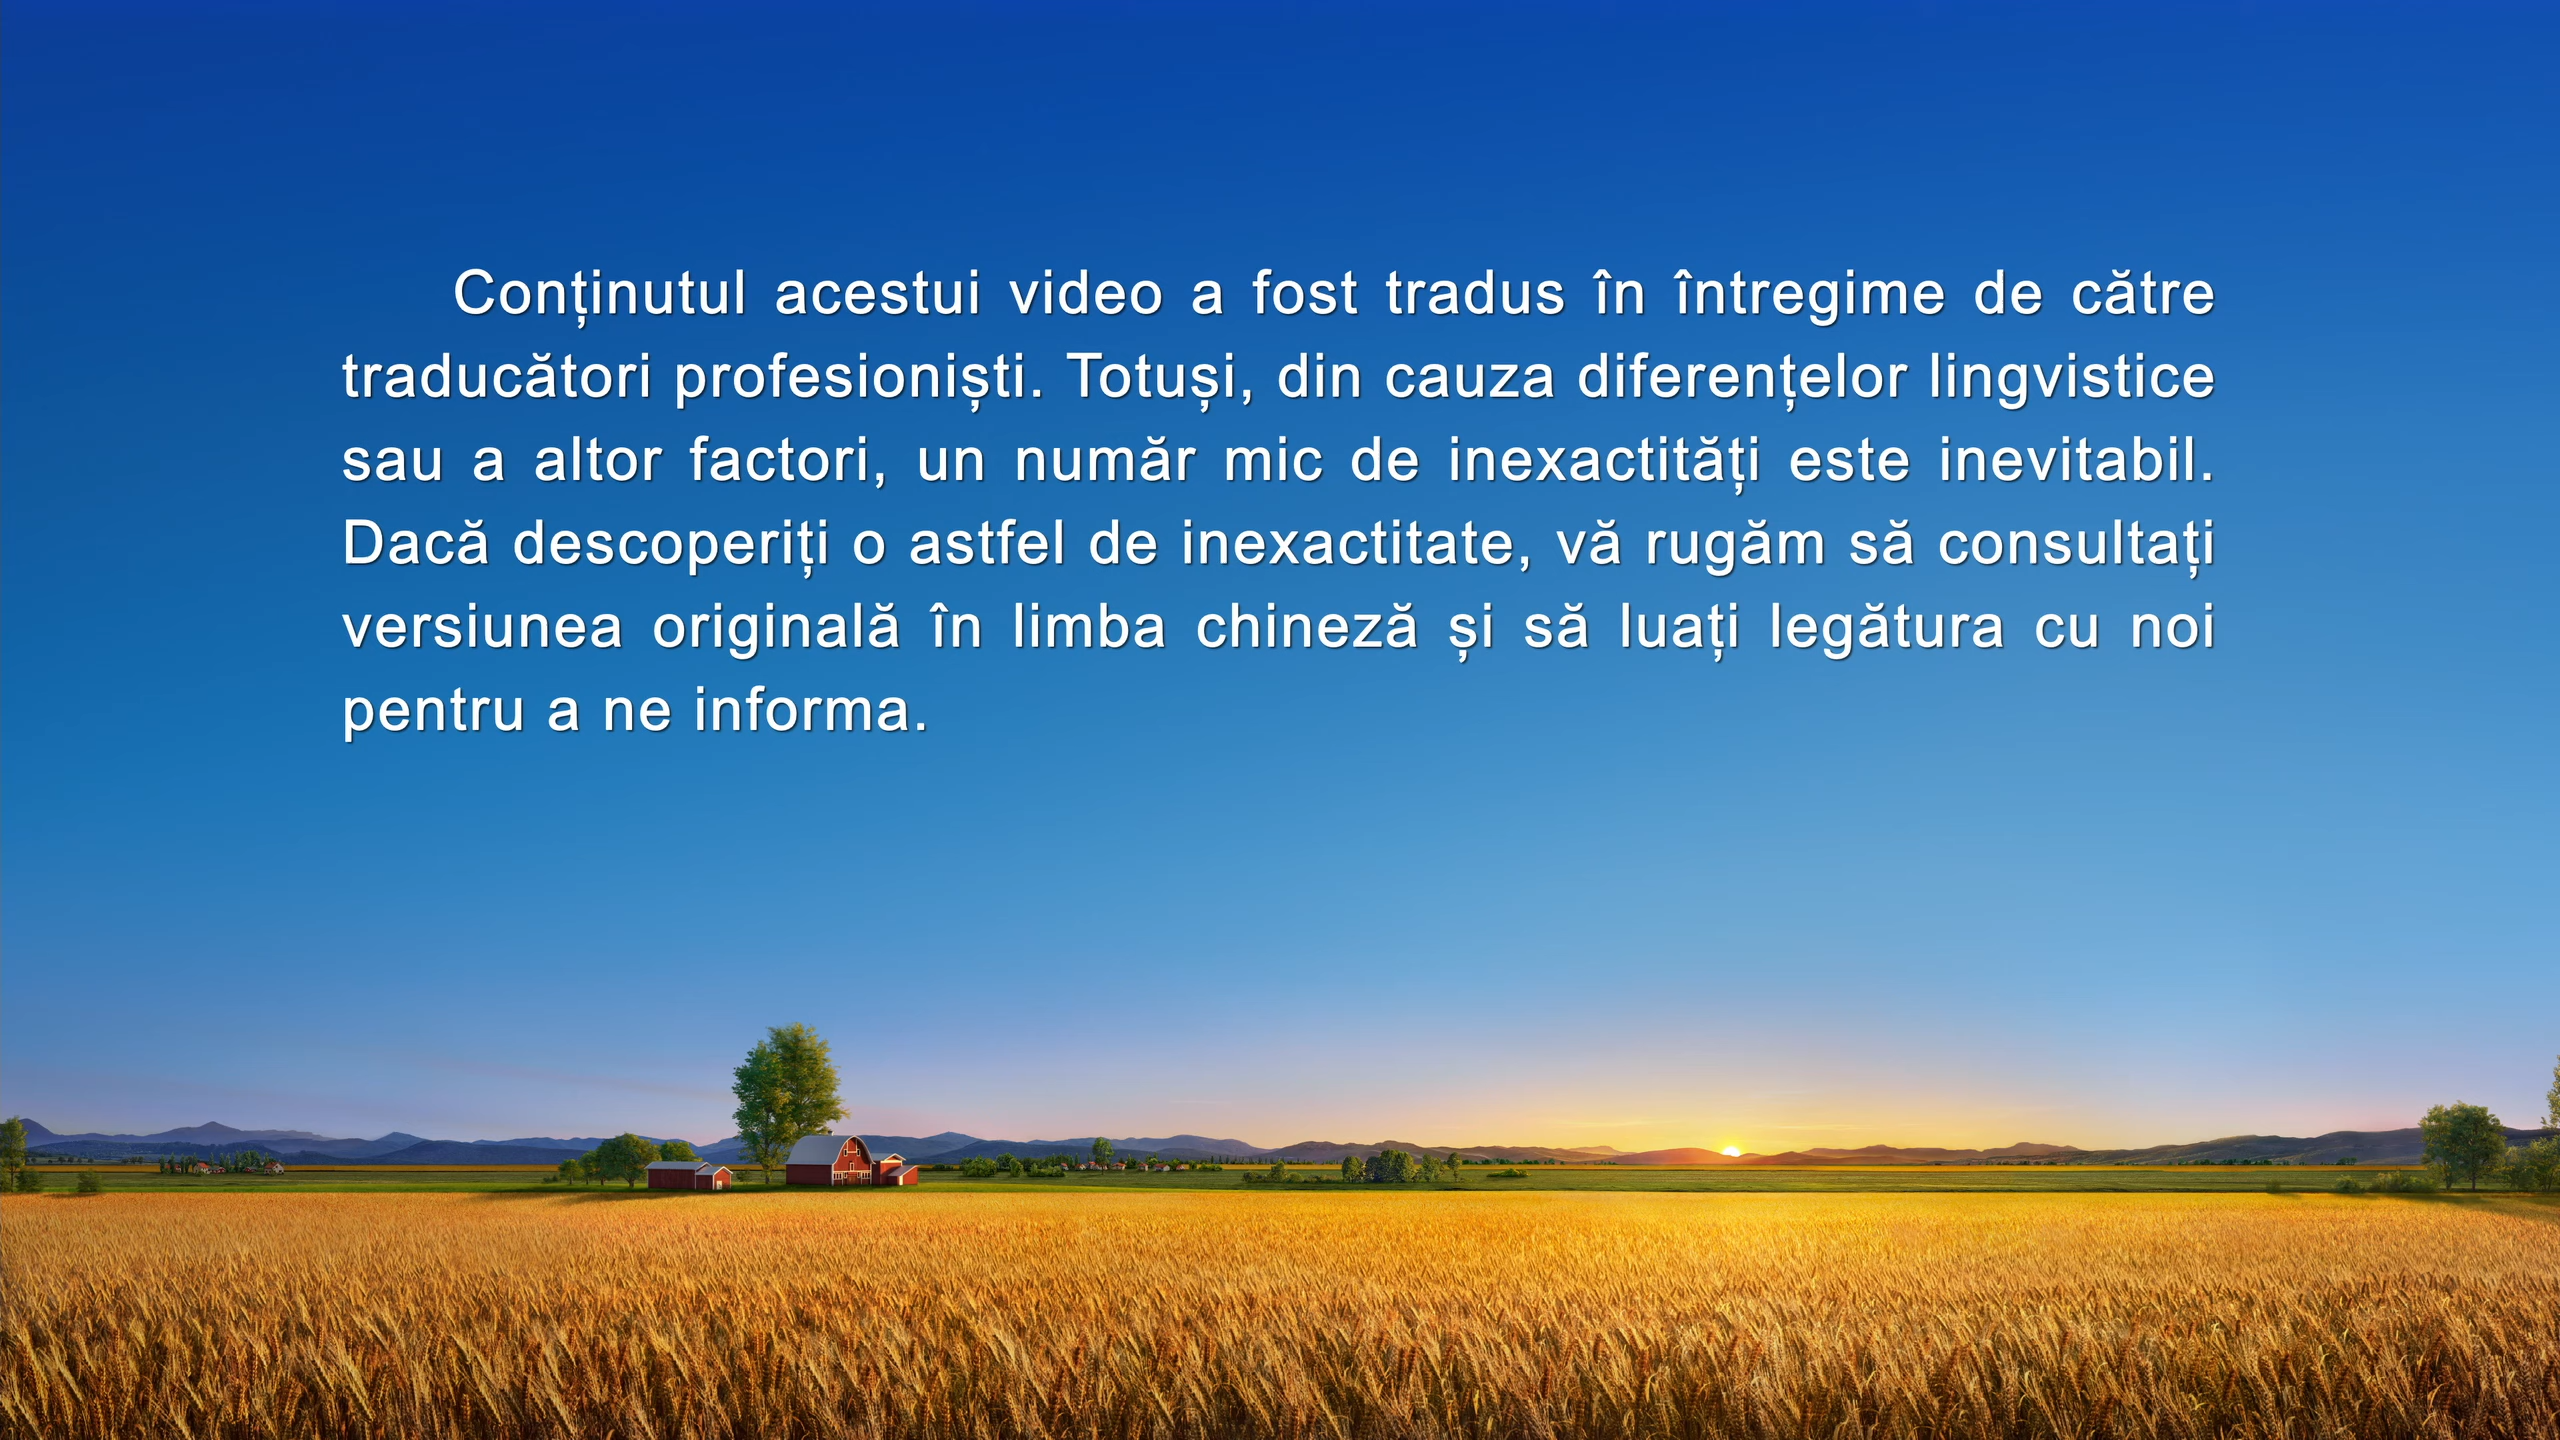 Conținutul acestui video a fost tradus în întregime de către
traducători profesioniști. Totuși, din cauza diferențelor lingvistice
sau a altor factori, un număr mic de inexactități este inevitabil.
Dacă descoperiți o astfel de inexactitate, vă rugăm să consultați
versiunea originală în limba chineză și să luați legătura cu noi
pentru a ne informa.